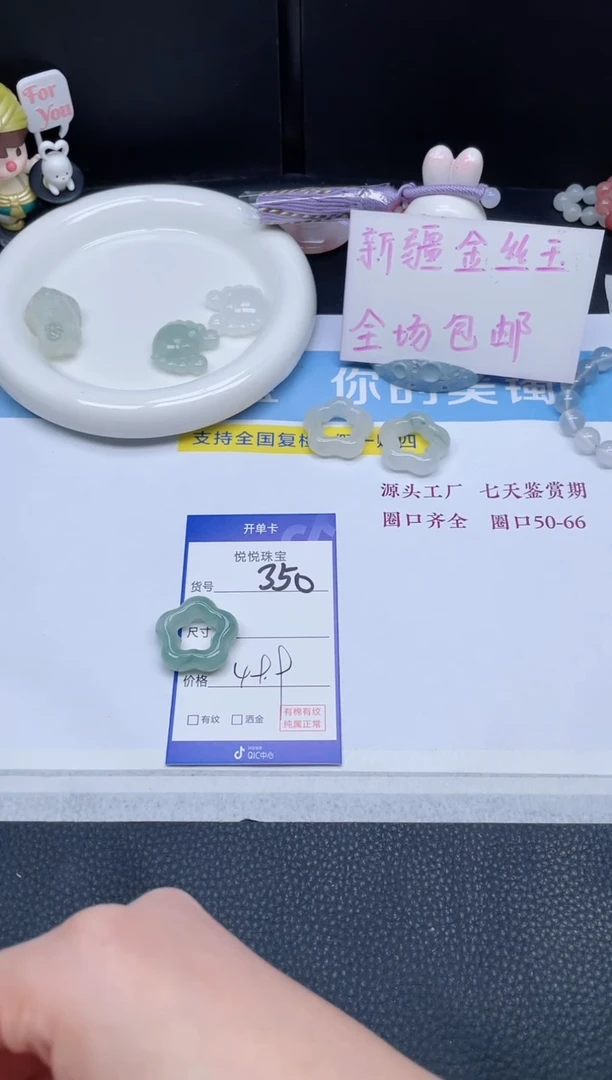 For
You
新疆金丝玉
全场包邮
你的美镯
支持全国复检
四
源头工厂 七天鉴赏期
圈口齐全 圈口50-66
开单卡
悦悦珠宝
货号 350
尺寸
价格
有纹 洒金
有棉有纹
纯属正常
QIC中心